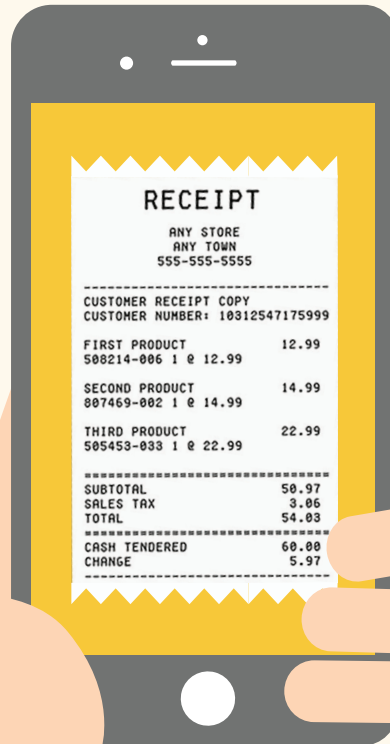 RECEIPT
ANY STORE
ANY TOWN
555-555-5555
CUSTOMER RECEIPT COPY
CUSTOMER NUMBER: 10312547175999
FIRST PRODUCT 12.99
508214-006 1 @ 12.99
SECOND PRODUCT 14.99
807469-002 1 @ 14.99
THIRD PRODUCT 22.99
505453-033 1 @ 22.99
SUBTOTAL 50.97
SALES TAX 3.06
TOTAL 54.03
CASH TENDERED 60.00
CHANGE 5.97